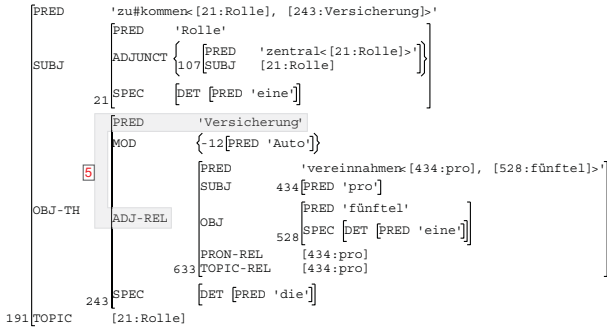 PRED 'zu#kommen<[21:Rolle], [243:Versicherung]>'
PRED 'Rolle'
SUBJ ADJUNCT { 107 [PRED 'zentral<[21:Rolle]>'
SUBJ [21:Rolle] ] }
21 SPEC [DET [PRED 'eine']]
PRED 'Versicherung'
MOD {-12[PRED 'Auto']}
5
PRED 'vereinnahmen<[434:pro], [528:fünftel]>'
SUBJ 434[PRED 'pro']
OBJ-TH ADJ-REL OBJ PRED 'fünftel'
528 SPEC [DET [PRED 'eine']]
PRON-REL [434:pro]
633 TOPIC-REL [434:pro]
243 SPEC [DET [PRED 'die']]
191 TOPIC [21:Rolle]